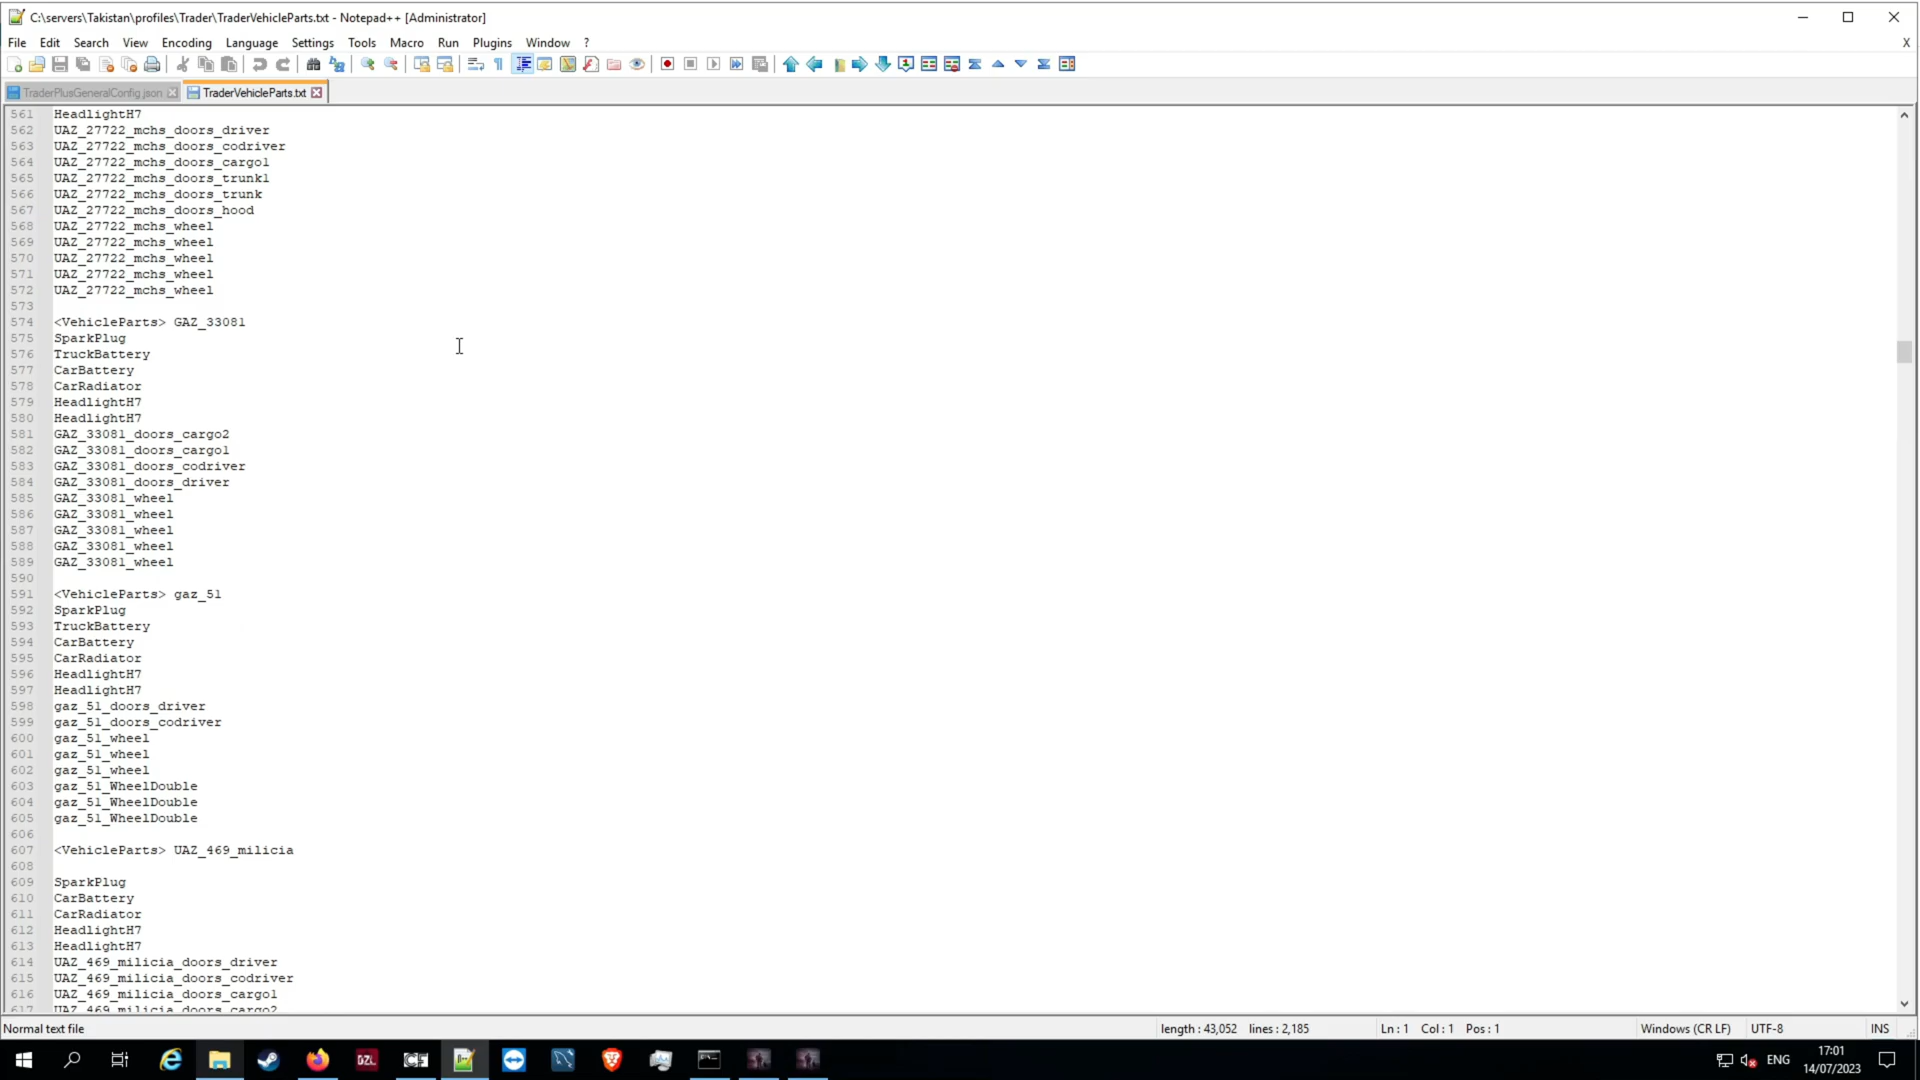 C:\servers\Takistan\profiles\Trader\TraderVehicleParts.txt - Notepad++ [Administrator]
File Edit Search View Encoding Language Settings Tools Macro Run Plugins Window ? X
TraderPlusGeneralConfig.json TraderVehicleParts.txt
561 HeadlightH7
562 UAZ_27722_mchs_doors_driver
563 UAZ_27722_mchs_doors_codriver
564 UAZ_27722_mchs_doors_cargo1
565 UAZ_27722_mchs_doors_trunk1
566 UAZ_27722_mchs_doors_trunk
567 UAZ_27722_mchs_doors_hood
568 UAZ_27722_mchs_wheel
569 UAZ_27722_mchs_wheel
570 UAZ_27722_mchs_wheel
571 UAZ_27722_mchs_wheel
572 UAZ_27722_mchs_wheel
573
574 <VehicleParts> GAZ_33081
575 SparkPlug
576 TruckBattery
577 CarBattery
578 CarRadiator
579 HeadlightH7
580 HeadlightH7
581 GAZ_33081_doors_cargo2
582 GAZ_33081_doors_cargo1
583 GAZ_33081_doors_codriver
584 GAZ_33081_doors_driver
585 GAZ_33081_wheel
586 GAZ_33081_wheel
587 GAZ_33081_wheel
588 GAZ_33081_wheel
589 GAZ_33081_wheel
590
591 <VehicleParts> gaz_51
592 SparkPlug
593 TruckBattery
594 CarBattery
595 CarRadiator
596 HeadlightH7
597 HeadlightH7
598 gaz_51_doors_driver
599 gaz_51_doors_codriver
600 gaz_51_wheel
601 gaz_51_wheel
602 gaz_51_wheel
603 gaz_51_WheelDouble
604 gaz_51_WheelDouble
605 gaz_51_WheelDouble
606
607 <VehicleParts> UAZ_469_milicia
608
609 SparkPlug
610 CarBattery
611 CarRadiator
612 HeadlightH7
613 HeadlightH7
614 UAZ_469_milicia_doors_driver
615 UAZ_469_milicia_doors_codriver
616 UAZ_469_milicia_doors_cargo1
617 UAZ_469_milicia_doors_cargo2
Normal text file length : 43,052 lines : 2,185 Ln : 1 Col : 1 Pos : 1 Windows (CR LF) UTF-8 INS
DZL CF ENG 17:01
14/07/2023